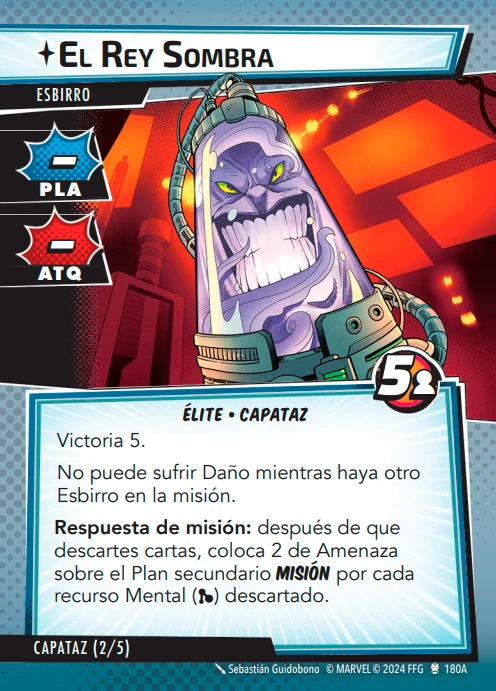 EL REY SOMBRA
ESBIRRO
–
PLA
–
ATQ
5
ÉLITE • CAPATAZ
Victoria 5.
No puede sufrir Daño mientras haya otro
Esbirro en la misión.
Respuesta de misión: después de que
descartes cartas, coloca 2 de Amenaza
sobre el Plan secundario MISIÓN por cada
recurso Mental ( ) descartado.
CAPATAZ (2/5)
Sebastián Guidobono © MARVEL © 2024 FFG 180A